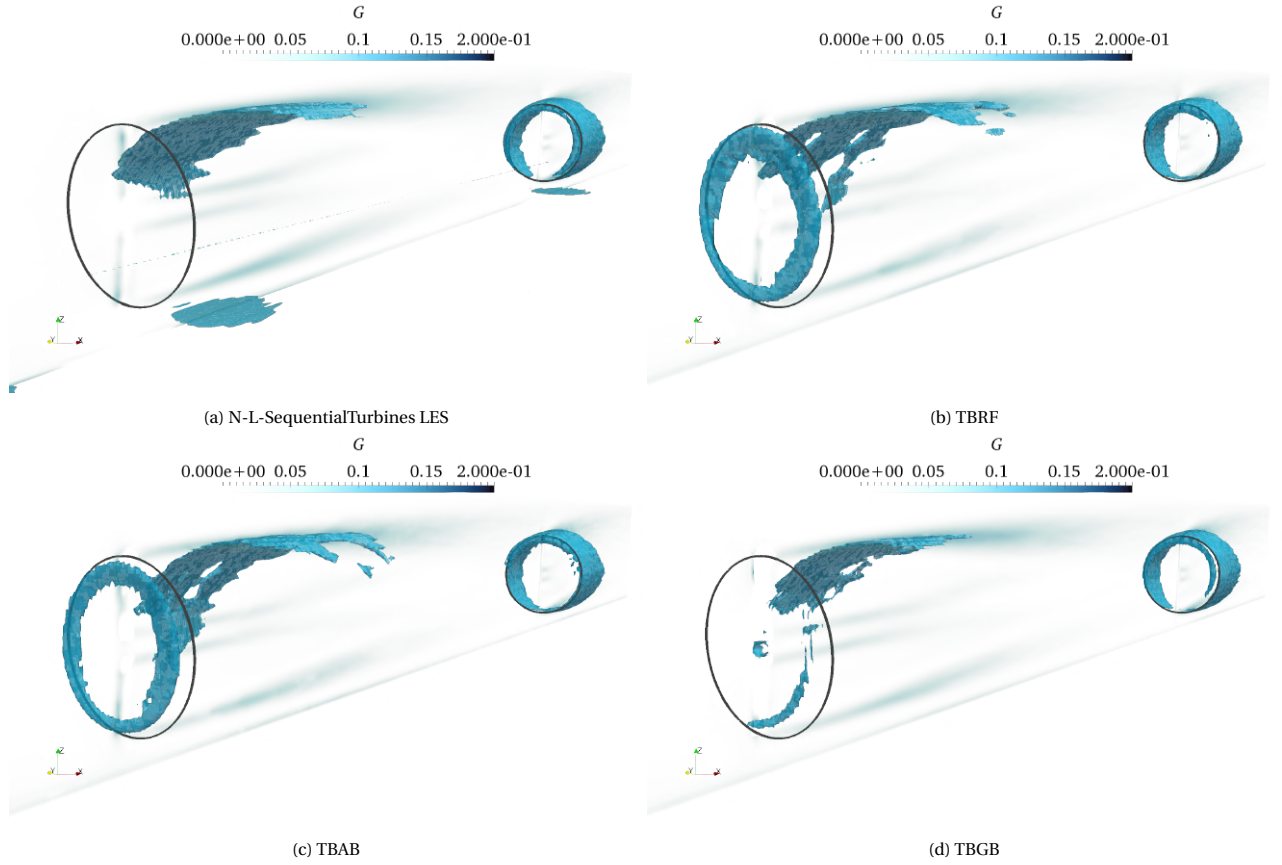 G
0.000e+00 0.05 0.1 0.15 2.000e-01
G
0.000e+00 0.05 0.1 0.15 2.000e-01
Z
Y X
Z
Y X
(a) N-L-SequentialTurbines LES
(b) TBRF
G
0.000e+00 0.05 0.1 0.15 2.000e-01
G
0.000e+00 0.05 0.1 0.15 2.000e-01
Z
Y X
Z
Y X
(c) TBAB
(d) TBGB